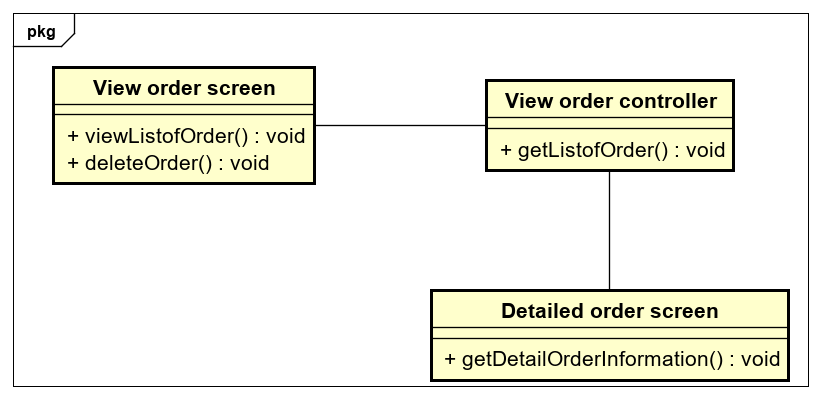 pkg
View order screen
+ viewListofOrder() : void
+ deleteOrder() : void
View order controller
+ getListofOrder() : void
Detailed order screen
+ getDetailOrderInformation() : void